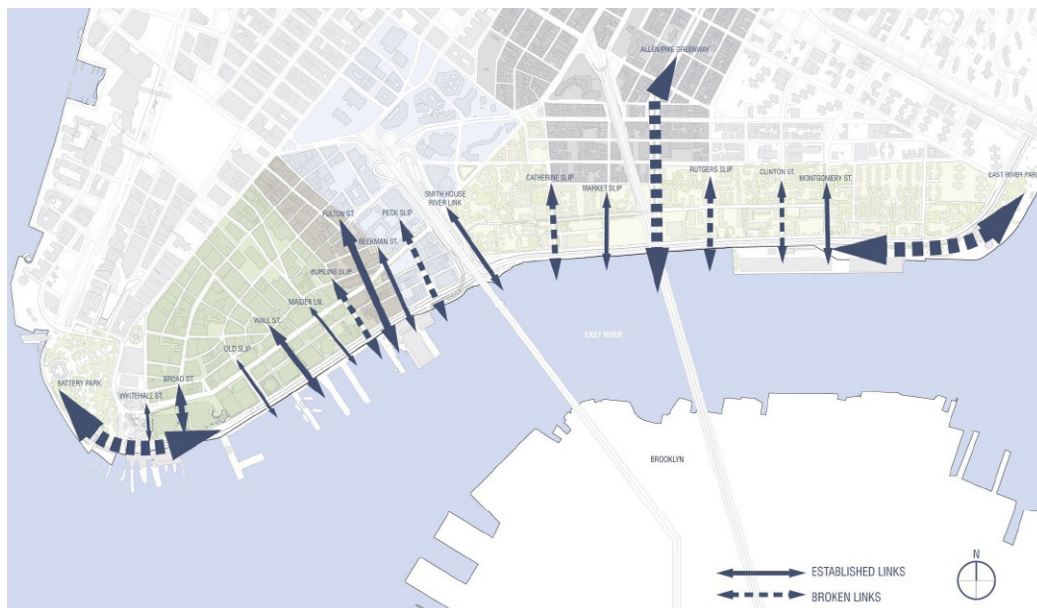 ALLEN/PIKE GREENWAY
CATHERINE SLIP
MARKET SLIP
RUTGERS SLIP
CLINTON ST.
MONTGOMERY ST.
EAST RIVER PARK
SMITH HOUSE
RIVER LINK
FULTON ST.
PECK SLIP
BEEKMAN ST.
BURLING SLIP
MAIDEN LN.
WALL ST.
OLD SLIP
BROAD ST.
WHITEHALL ST.
BATTERY PARK
EAST RIVER
BROOKLYN
N
ESTABLISHED LINKS
BROKEN LINKS